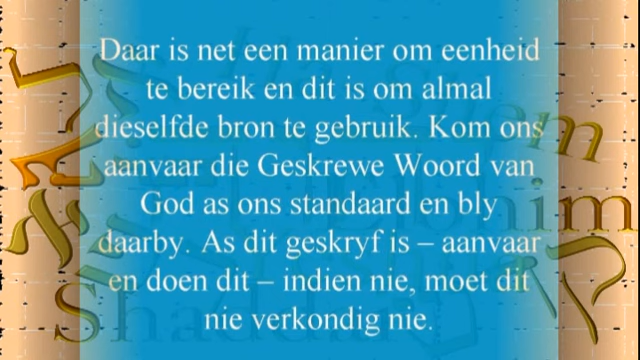 Daar is net een manier om eenheid
te bereik en dit is om almal
dieselfde bron te gebruik. Kom ons
aanvaar die Geskrewe Woord van
God as ons standaard en bly
daarby. As dit geskryf is – aanvaar
en doen dit – indien nie, moet dit
nie verkondig nie.